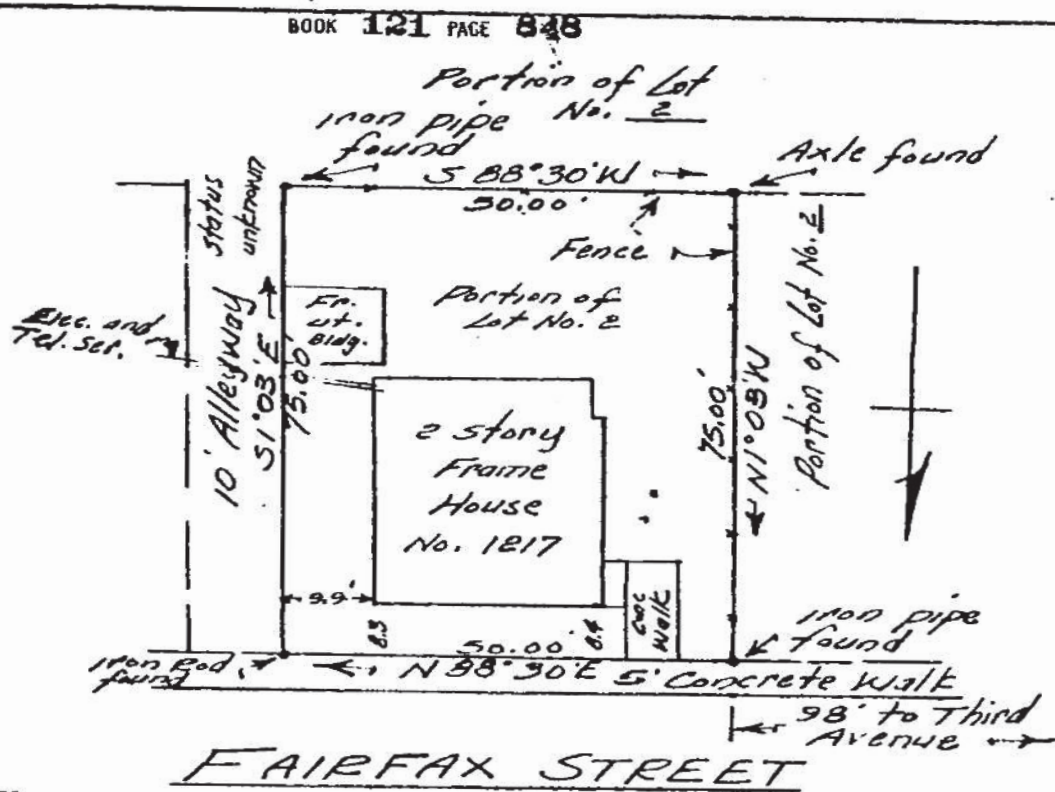 BOOK 121 PAGE 848
Portion of Lot
No. 2
iron pipe
found
S 88°30'W
50.00'
Axle found
Fence
status
unknown
10' Alleyway
S1°03'E
75.00'
Elec. and
Tel. Ser.
Fr.
ut.
Bldg.
Portion of
Lot No. 2
75.00'
N1°03'W
Portion of Lot No. 2
2 story
Frame
House
No. 1217
9.9'
8.3
8.4
Conc
Walk
iron pipe
found
Iron Rod
found
50.00'
N 88°30'E
5' Concrete Walk
98' to Third
Avenue
FAIRFAX STREET